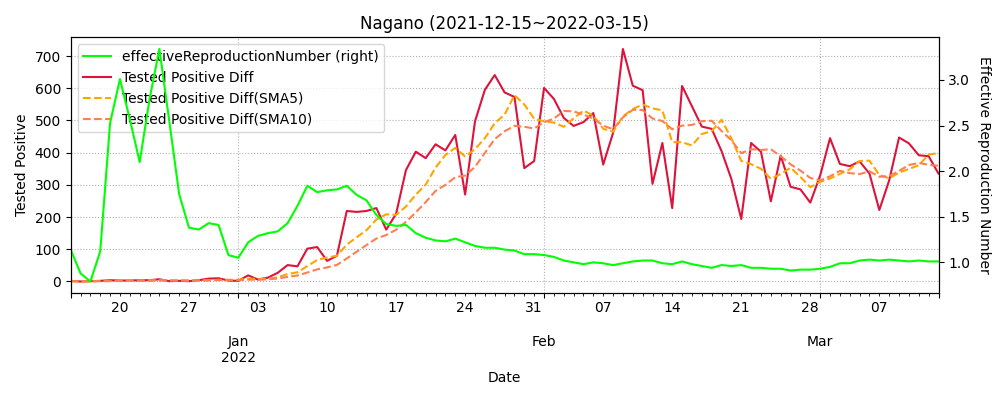 Nagano (2021-12-15~2022-03-15)
effectiveReproductionNumber (right)
Tested Positive Diff
Tested Positive Diff(SMA5)
Tested Positive Diff(SMA10)
Tested Positive
700
600
500
400
300
200
100
0
3.0
2.5
2.0
1.5
1.0
Effective Reproduction Number
20 27 03 10 17 24 31 07 14 21 28 07
Jan Feb Mar
2022
Date